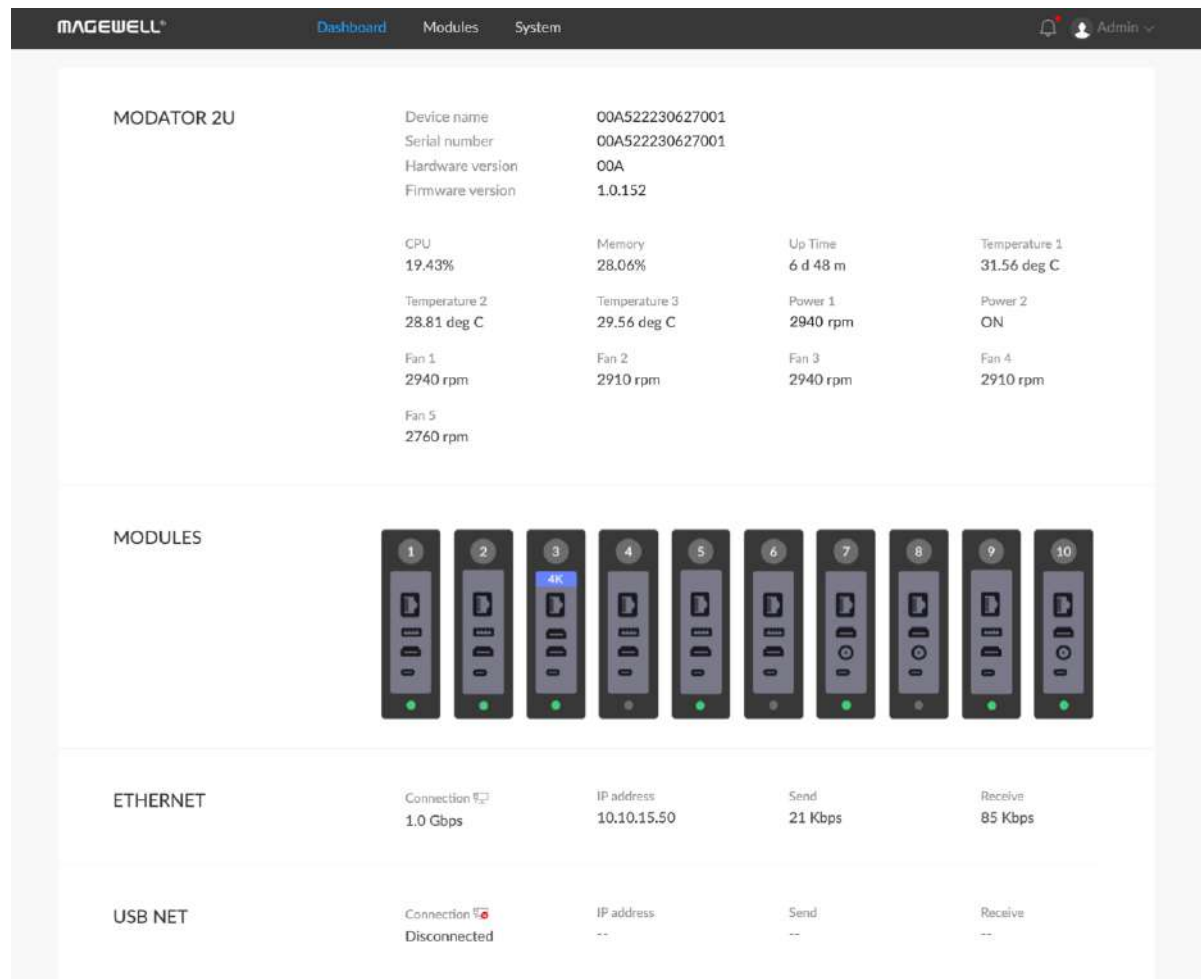 MAGEWELL®
Dashboard Modules System
Admin
MODATOR 2U
Device name 00A522230627001
Serial number 00A522230627001
Hardware version 00A
Firmware version 1.0.152
CPU Memory Up Time Temperature 1
19.43% 28.06% 6 d 48 m 31.56 deg C
Temperature 2 Temperature 3 Power 1 Power 2
28.81 deg C 29.56 deg C 2940 rpm ON
Fan 1 Fan 2 Fan 3 Fan 4
2940 rpm 2910 rpm 2940 rpm 2910 rpm
Fan 5
2760 rpm
MODULES
1 2 3 4 5 6 7 8 9 10
4K
ETHERNET
Connection IP address Send Receive
1.0 Gbps 10.10.15.50 21 Kbps 85 Kbps
USB NET
Connection IP address Send Receive
Disconnected -- -- --